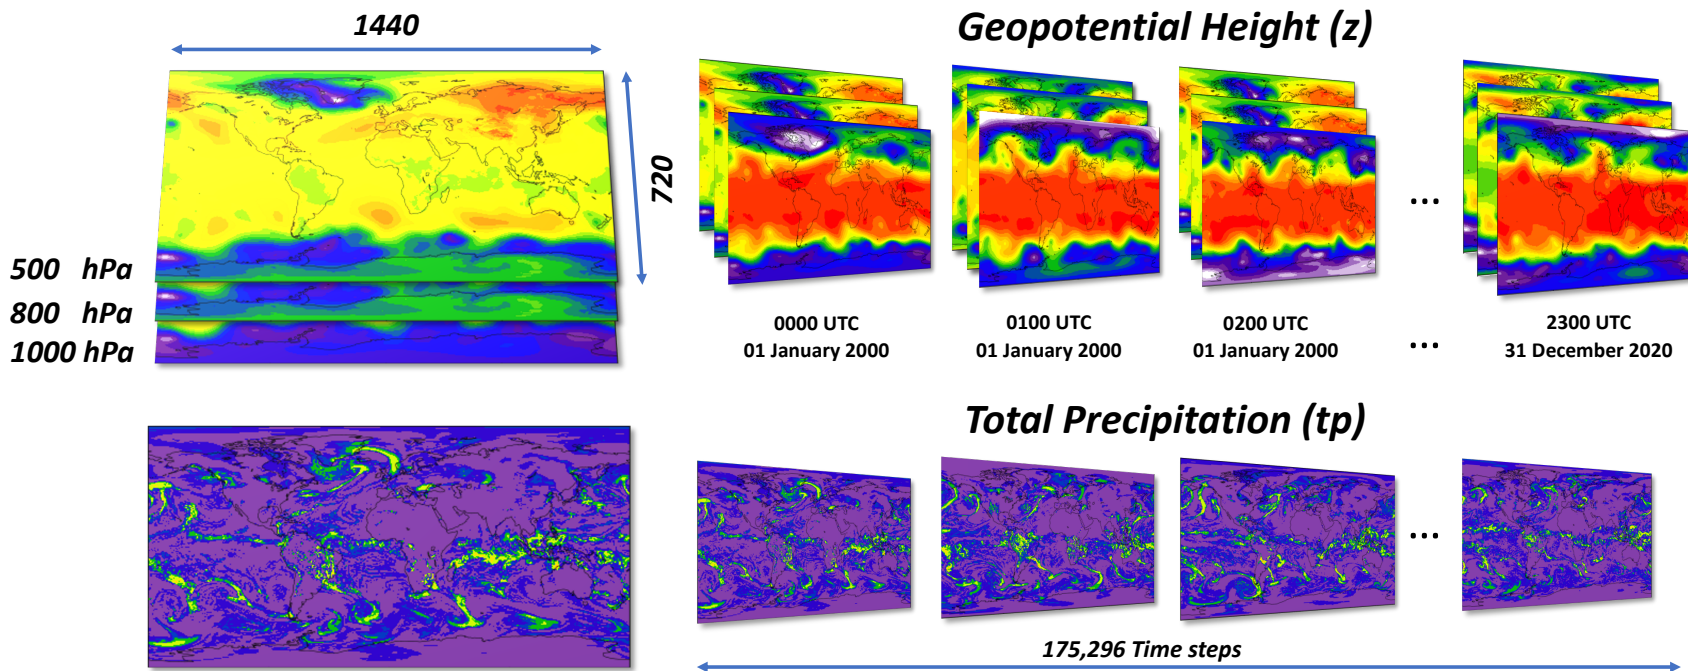 1440
720
500 hPa
800 hPa
1000 hPa
Geopotential Height (z)
0000 UTC
01 January 2000
0100 UTC
01 January 2000
0200 UTC
01 January 2000
...
...
2300 UTC
31 December 2020
Total Precipitation (tp)
...
175,296 Time steps